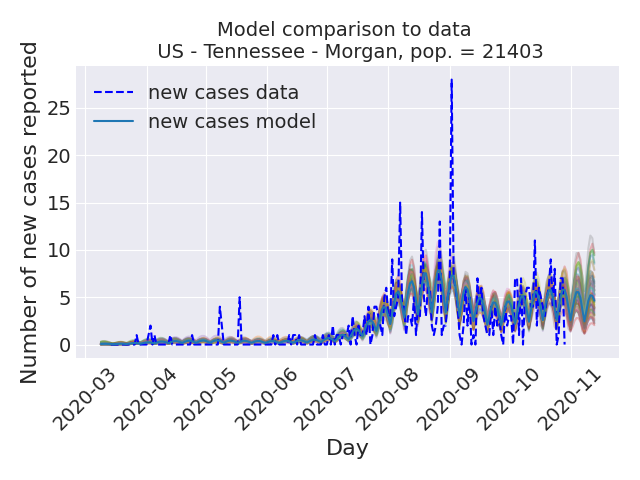 Model comparison to data
US - Tennessee - Morgan, pop. = 21403
Number of new cases reported
new cases data
new cases model
25
20
15
10
5
0
2020-03
2020-04
2020-05
2020-06
2020-07
2020-08
2020-09
2020-10
2020-11
Day